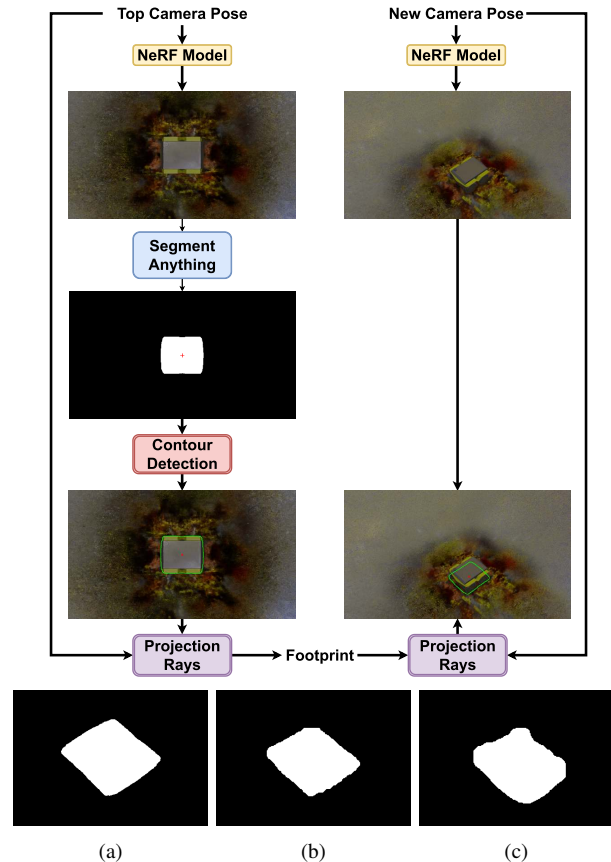 Top Camera Pose
New Camera Pose
NeRF Model
NeRF Model
Segment
Anything
Contour
Detection
Projection
Rays
Footprint
Projection
Rays
(a)
(b)
(c)